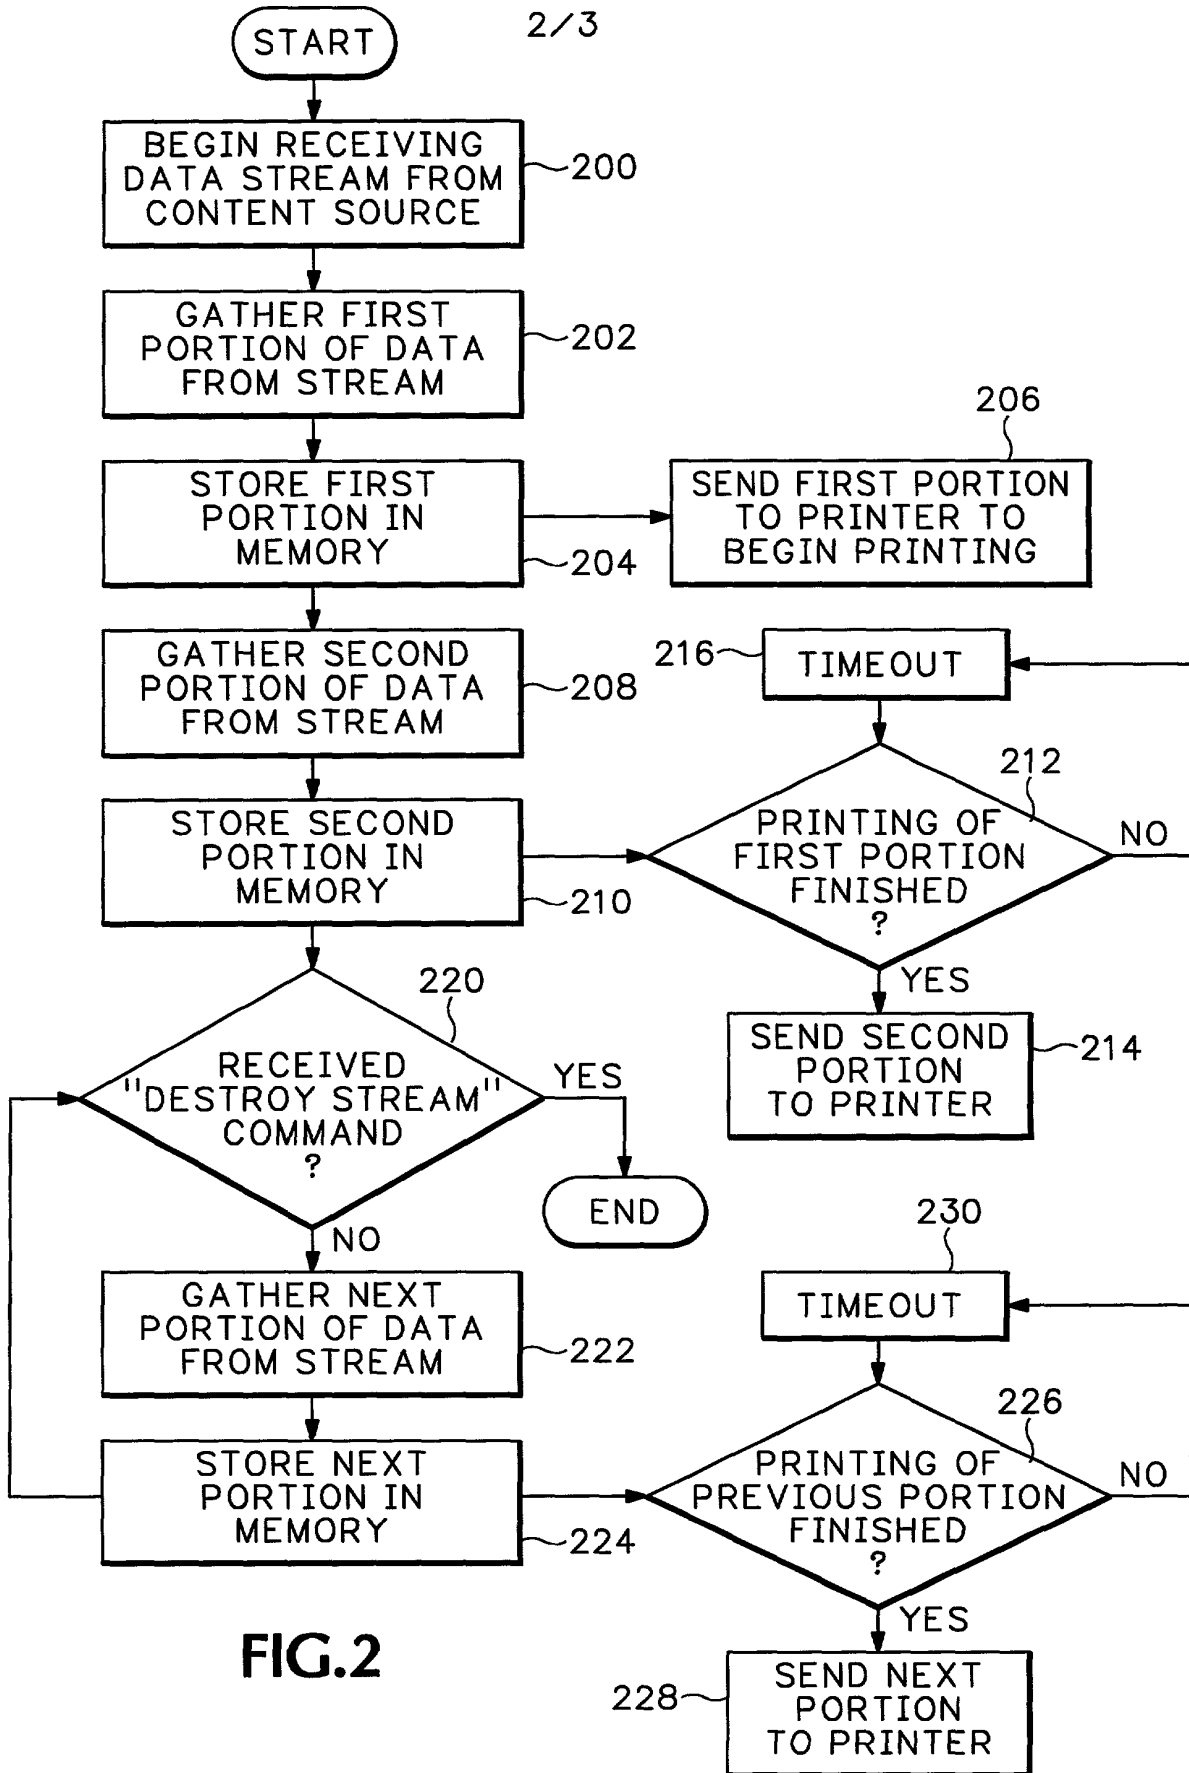 2/3
START
BEGIN RECEIVING
DATA STREAM FROM
CONTENT SOURCE
200
GATHER FIRST
PORTION OF DATA
FROM STREAM
202
STORE FIRST
PORTION IN
MEMORY
204
206
SEND FIRST PORTION
TO PRINTER TO
BEGIN PRINTING
GATHER SECOND
PORTION OF DATA
FROM STREAM
208
216
TIMEOUT
STORE SECOND
PORTION IN
MEMORY
210
212
PRINTING OF
FIRST PORTION
FINISHED
?
NO
YES
SEND SECOND
PORTION
TO PRINTER
214
220
RECEIVED
"DESTROY STREAM"
COMMAND
?
YES
END
NO
GATHER NEXT
PORTION OF DATA
FROM STREAM
222
230
TIMEOUT
STORE NEXT
PORTION IN
MEMORY
224
226
PRINTING OF
PREVIOUS PORTION
FINISHED
?
NO
YES
228
SEND NEXT
PORTION
TO PRINTER
FIG.2